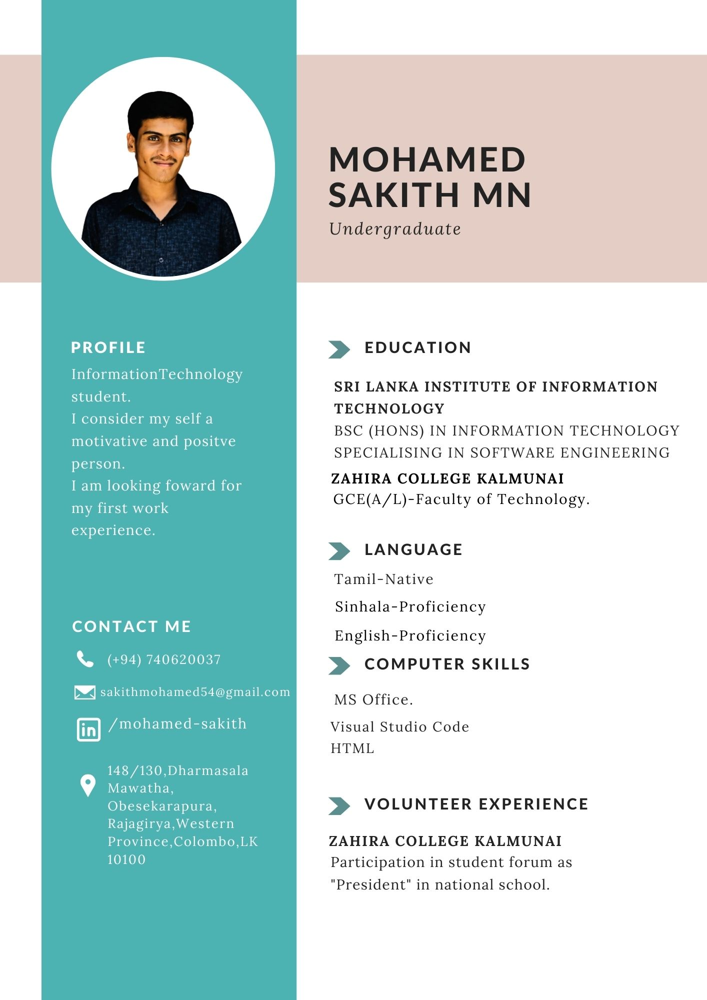 MOHAMED
SAKITH MN
Undergraduate
PROFILE
InformationTechnology
student.
I consider my self a
motivative and positve
person.
I am looking foward for
my first work
experience.
CONTACT ME
(+94) 740620037
sakithmohamed54@gmail.com
in /mohamed-sakith
148/130,Dharmasala
Mawatha,
Obesekarapura,
Rajagirya,Western
Province,Colombo,LK
10100
EDUCATION
SRI LANKA INSTITUTE OF INFORMATION
TECHNOLOGY
BSC (HONS) IN INFORMATION TECHNOLOGY
SPECIALISING IN SOFTWARE ENGINEERING
ZAHIRA COLLEGE KALMUNAI
GCE(A/L)-Faculty of Technology.
LANGUAGE
Tamil-Native
Sinhala-Proficiency
English-Proficiency
COMPUTER SKILLS
MS Office.
Visual Studio Code
HTML
VOLUNTEER EXPERIENCE
ZAHIRA COLLEGE KALMUNAI
Participation in student forum as
"President" in national school.